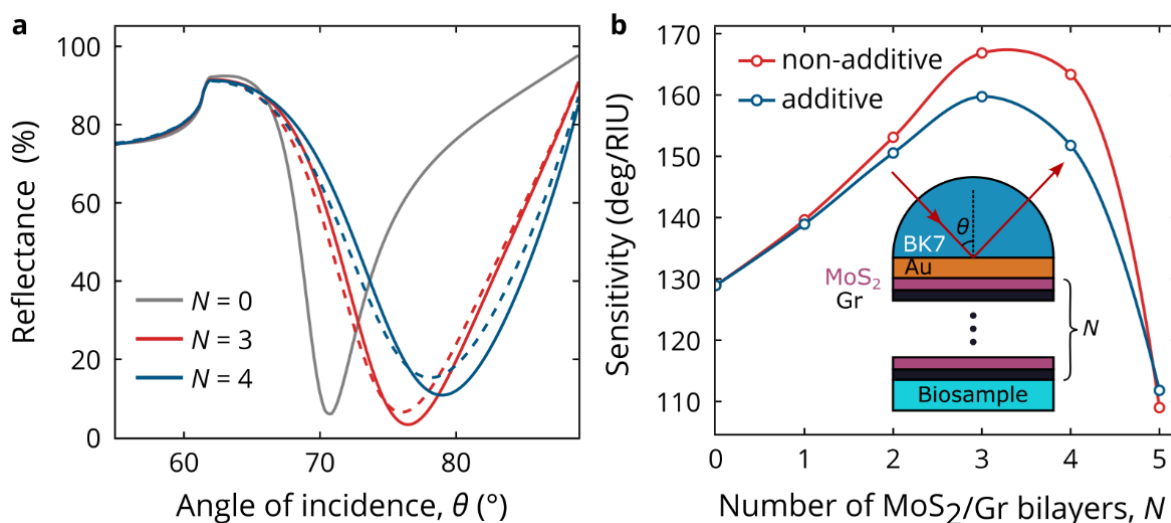 a
100
80
60
40
20
0
Reflectance (%)
N = 0
N = 3
N = 4
60
70
80
Angle of incidence, θ (°)
b
170
160
150
140
130
120
110
Sensitivity (deg/RIU)
non-additive
additive
θ
BK7
Au
MoS₂
Gr
N
Biosample
0
1
2
3
4
5
Number of MoS₂/Gr bilayers, N